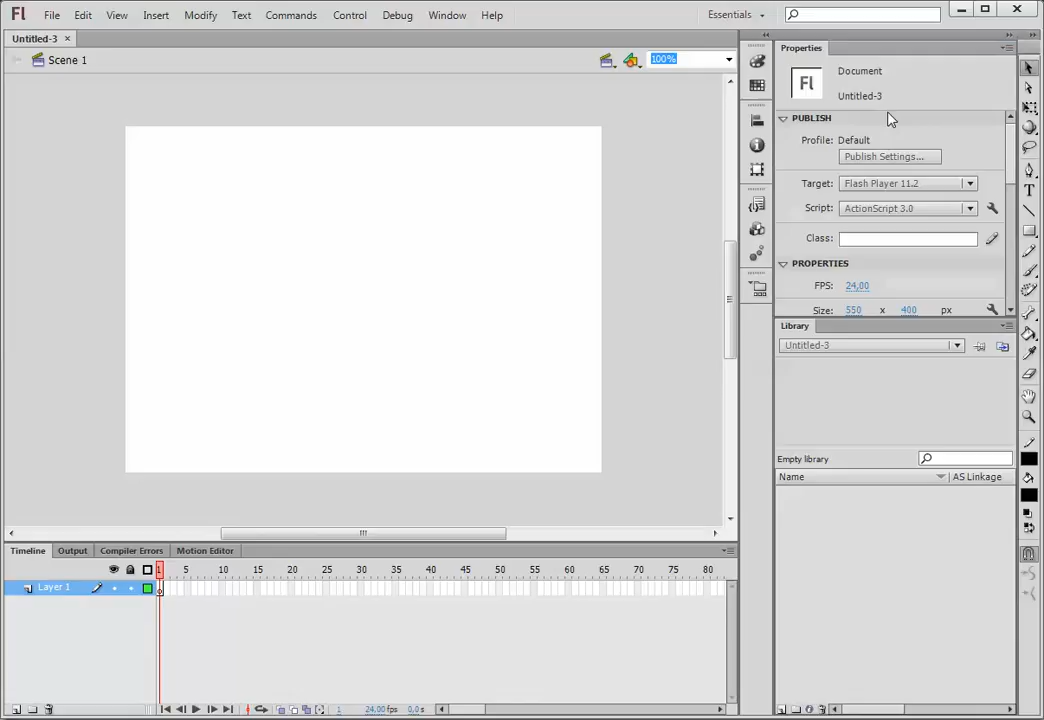 Fl File Edit View Insert Modify Text Commands Control Debug Window Help Essentials
Untitled-3
Scene 1 100%
Properties
Fl Document
Untitled-3
PUBLISH
Profile: Default
Publish Settings...
Target: Flash Player 11.2
Script: ActionScript 3.0
Class:
PROPERTIES
FPS: 24,00
Size: 550 x 400 px
Library
Untitled-3
Empty library
Name AS Linkage
Timeline Output Compiler Errors Motion Editor
1 5 10 15 20 25 30 35 40 45 50 55 60 65 70 75 80
Layer 1
1 24,00 fps 0,0 s